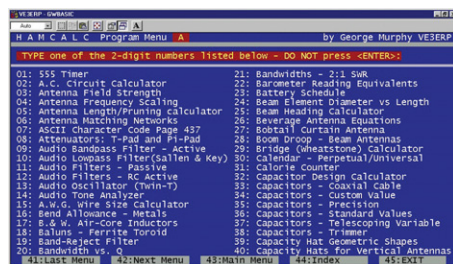 VE3ERP - GWBASIC
Auto
H A M C A L C Program Menu A by George Murphy VE3ERP
TYPE one of the 2-digit numbers listed below - DO NOT press <ENTER>:
01: 555 Timer
02: A.C. Circuit Calculator
03: Antenna Field Strength
04: Antenna Frequency Scaling
05: Antenna Length/Pruning calculator
06: Antenna Matching Networks
07: ASCII Character Code Page 437
08: Attenuators: T-Pad and Pi-Pad
09: Audio Bandpass Filter - Active
10: Audio Lowpass Filter(Sallen & Key)
11: Audio Filters - Passive
12: Audio Filters - RC Active
13: Audio Oscillator (Twin-T)
14: Audio Tone Analyzer
15: A.W.G. Wire Size Calculator
16: Bend Allowance - Metals
17: B.& W. Air-Core Inductors
18: Baluns - Ferrite Toroid
19: Band-Reject Filter
20: Bandwidth vs. Q
21: Bandwidths - 2:1 SWR
22: Barometer Reading Equivalents
23: Battery Schedule
24: Beam Element Diameter vs Length
25: Beam Heading Calculator
26: Beverage Antenna Equations
27: Bobtail Curtain Antenna
28: Boom Droop - Beam Antennas
29: Bridge (Wheatsone) Calculator
30: Calendar - Perpetual/Universal
31: Calorie Counter
32: Capacitor Design Calculator
33: Capacitors - Coaxial Cable
34: Capacitors - Custom Value
35: Capacitors - Precision
36: Capacitors - Standard Values
37: Capacitors - Telescoping Variable
38: Capacitors - Trimmer
39: Capacity Hat Geometric Shapes
40: Capacity Hats for Vertical Antennas
41:Last Menu 42:Next Menu 43:Main Menu 44:Index 45:EXIT